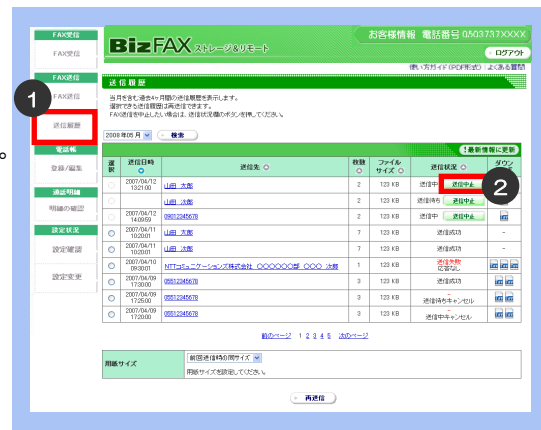 FAX受信
FAX受信
FAX送信
FAX送信
送信履歴
電話帳
登録/編集
通話明細
明細の確認
設定状況
設定確認
設定変更
1
BizFAX ストレージ&リモート
お客様情報 電話番号 0503737XXXX
ログアウト
使い方ガイド(PDF形式) よくある質問
送信履歴
当月を含む過去4ヶ月間の送信履歴を表示します。
選択できる送信履歴は再送信できます。
FAX送信を中止したい場合は、送信状況欄のボタンを押してください。
2008年05月 検索
!最新情報に更新
選択 送信日時 送信先 枚数 ファイルサイズ 送信状況 ダウン
2007/04/12 13:21:00 山田 太郎 2 123 KB 送信中 送信中止
2
山田 次郎 2 123 KB 送信待ち 送信中止
2007/04/12 14:09:59 09012345678 2 123 KB 送信中 送信中止
2007/04/11 10:20:01 山田 太郎 7 123 KB 送信成功 -
2007/04/11 10:20:01 山田 次郎 7 123 KB 送信成功 -
2007/04/10 09:30:01 NTTコミュニケーションズ株式会社 〇〇〇〇〇部 〇〇〇 次郎 1 123 KB 送信失敗 応答なし
2007/04/09 17:30:00 05512345678 3 123 KB 送信成功
2007/04/09 17:25:00 05512345678 3 123 KB - 送信待ちキャンセル
2007/04/09 17:20:00 05512345678 3 123 KB - 送信中キャンセル
前のページ 1 2 3 4 5 次のページ
用紙サイズ 前回送信時の同サイズ
用紙サイズを設定してください。
再送信
。